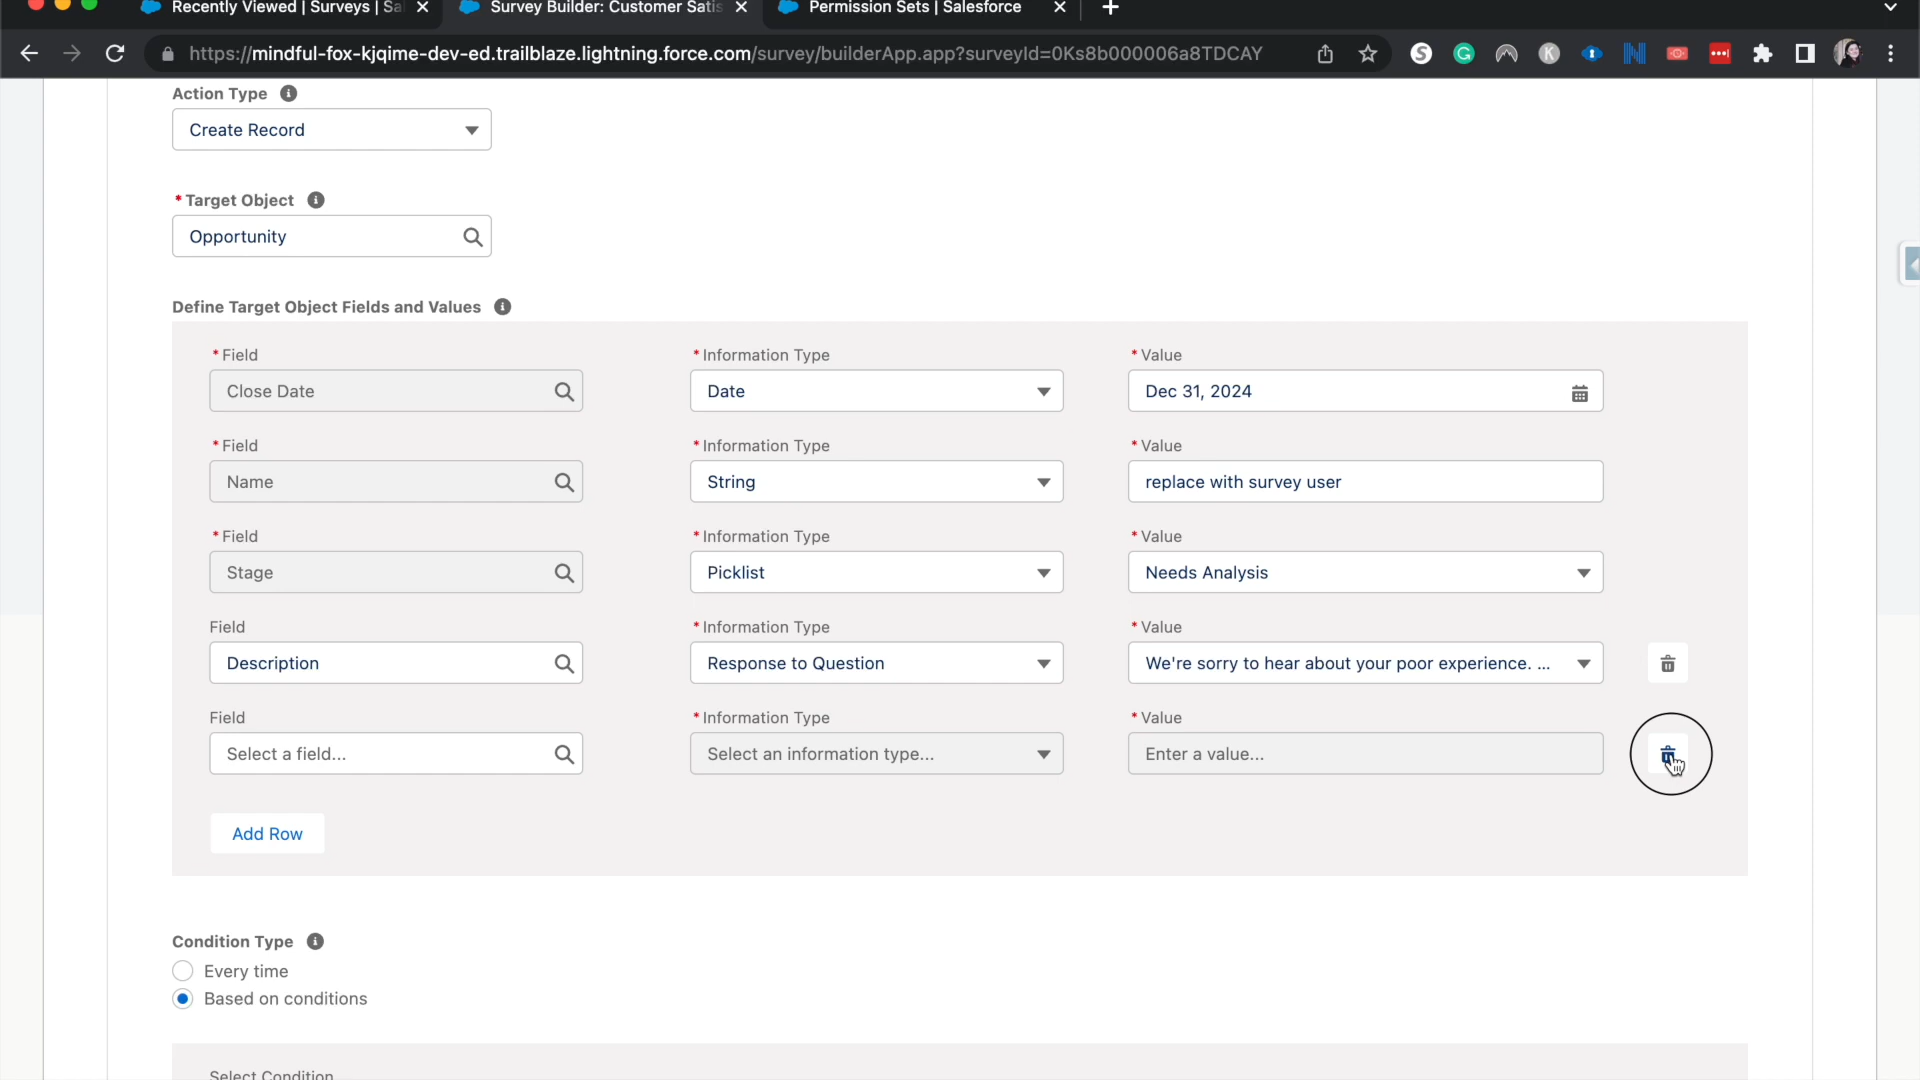 Recently Viewed | Surveys | Sa
Survey Builder: Customer Satis
Permission Sets | Salesforce
https://mindful-fox-kjqime-dev-ed.trailblaze.lightning.force.com/survey/builderApp.app?surveyId=0Ks8b000006a8TDCAY
Action Type
Create Record
* Target Object
Opportunity
Define Target Object Fields and Values
* Field * Information Type * Value
Close Date Date Dec 31, 2024
* Field * Information Type * Value
Name String replace with survey user
* Field * Information Type * Value
Stage Picklist Needs Analysis
Field * Information Type * Value
Description Response to Question We're sorry to hear about your poor experience. ...
Field * Information Type * Value
Select a field... Select an information type... Enter a value...
Add Row
Condition Type
Every time
Based on conditions
Select Condition